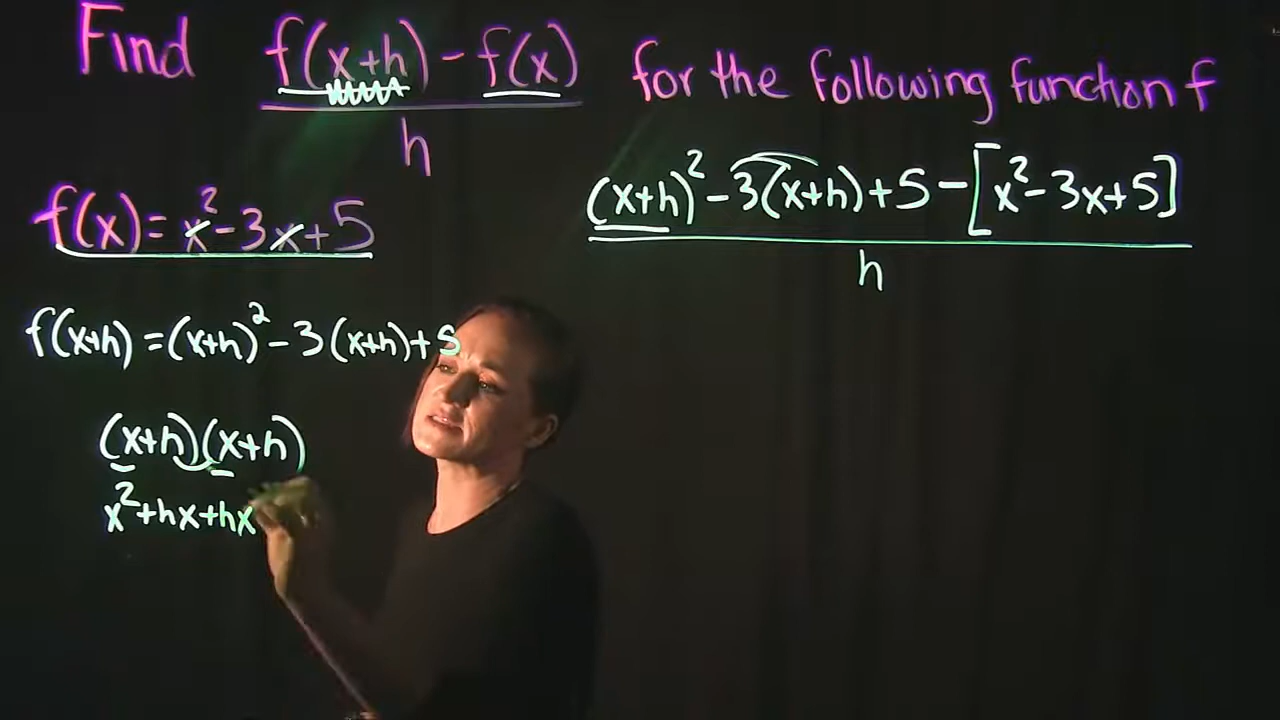 Find f(x+h) - f(x) for the following function f
h
f(x) = x² - 3x + 5
(x+h)² - 3(x+h) + 5 - [x² - 3x + 5]
h
f(x+h) = (x+h)² - 3(x+h) + 5
(x+h)(x+h)
x² + hx + hx